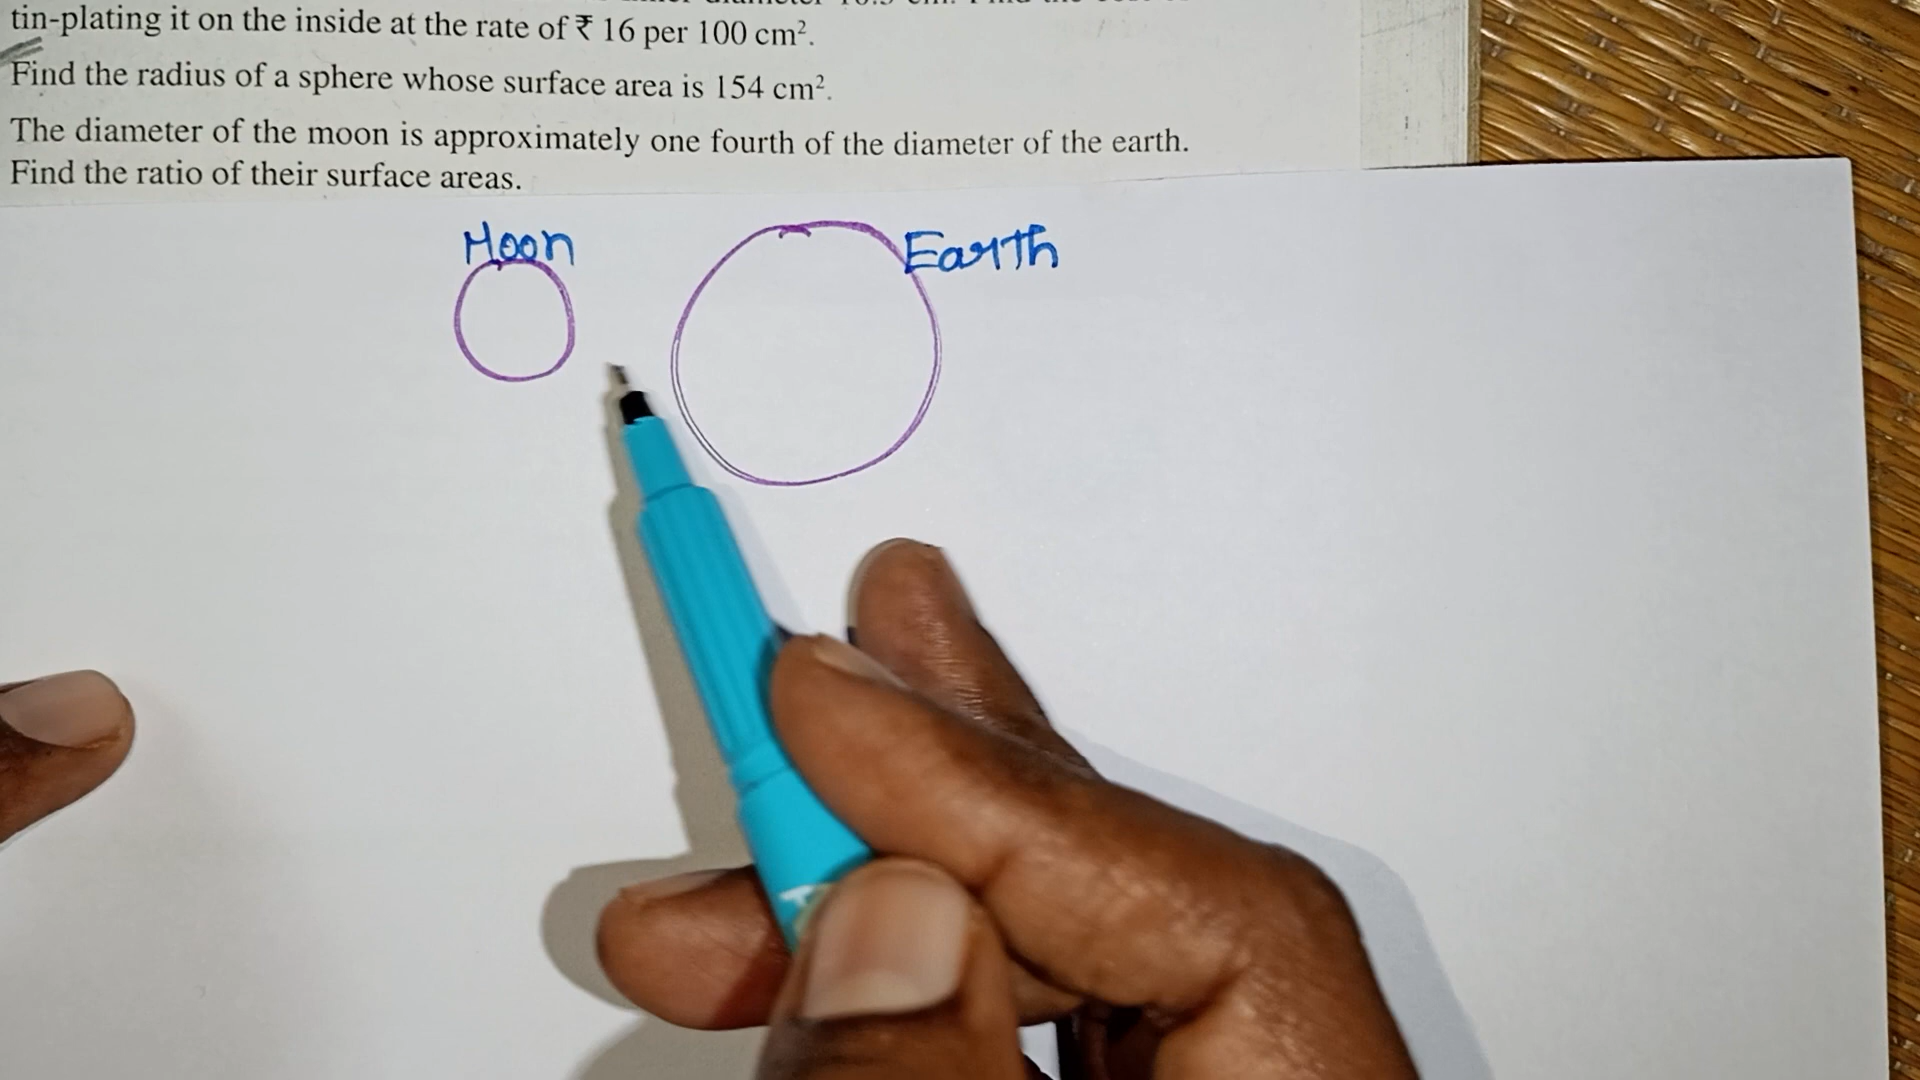 tin-plating it on the inside at the rate of ₹ 16 per 100 cm².
Find the radius of a sphere whose surface area is 154 cm².
The diameter of the moon is approximately one fourth of the diameter of the earth.
Find the ratio of their surface areas.
Moon
Earth